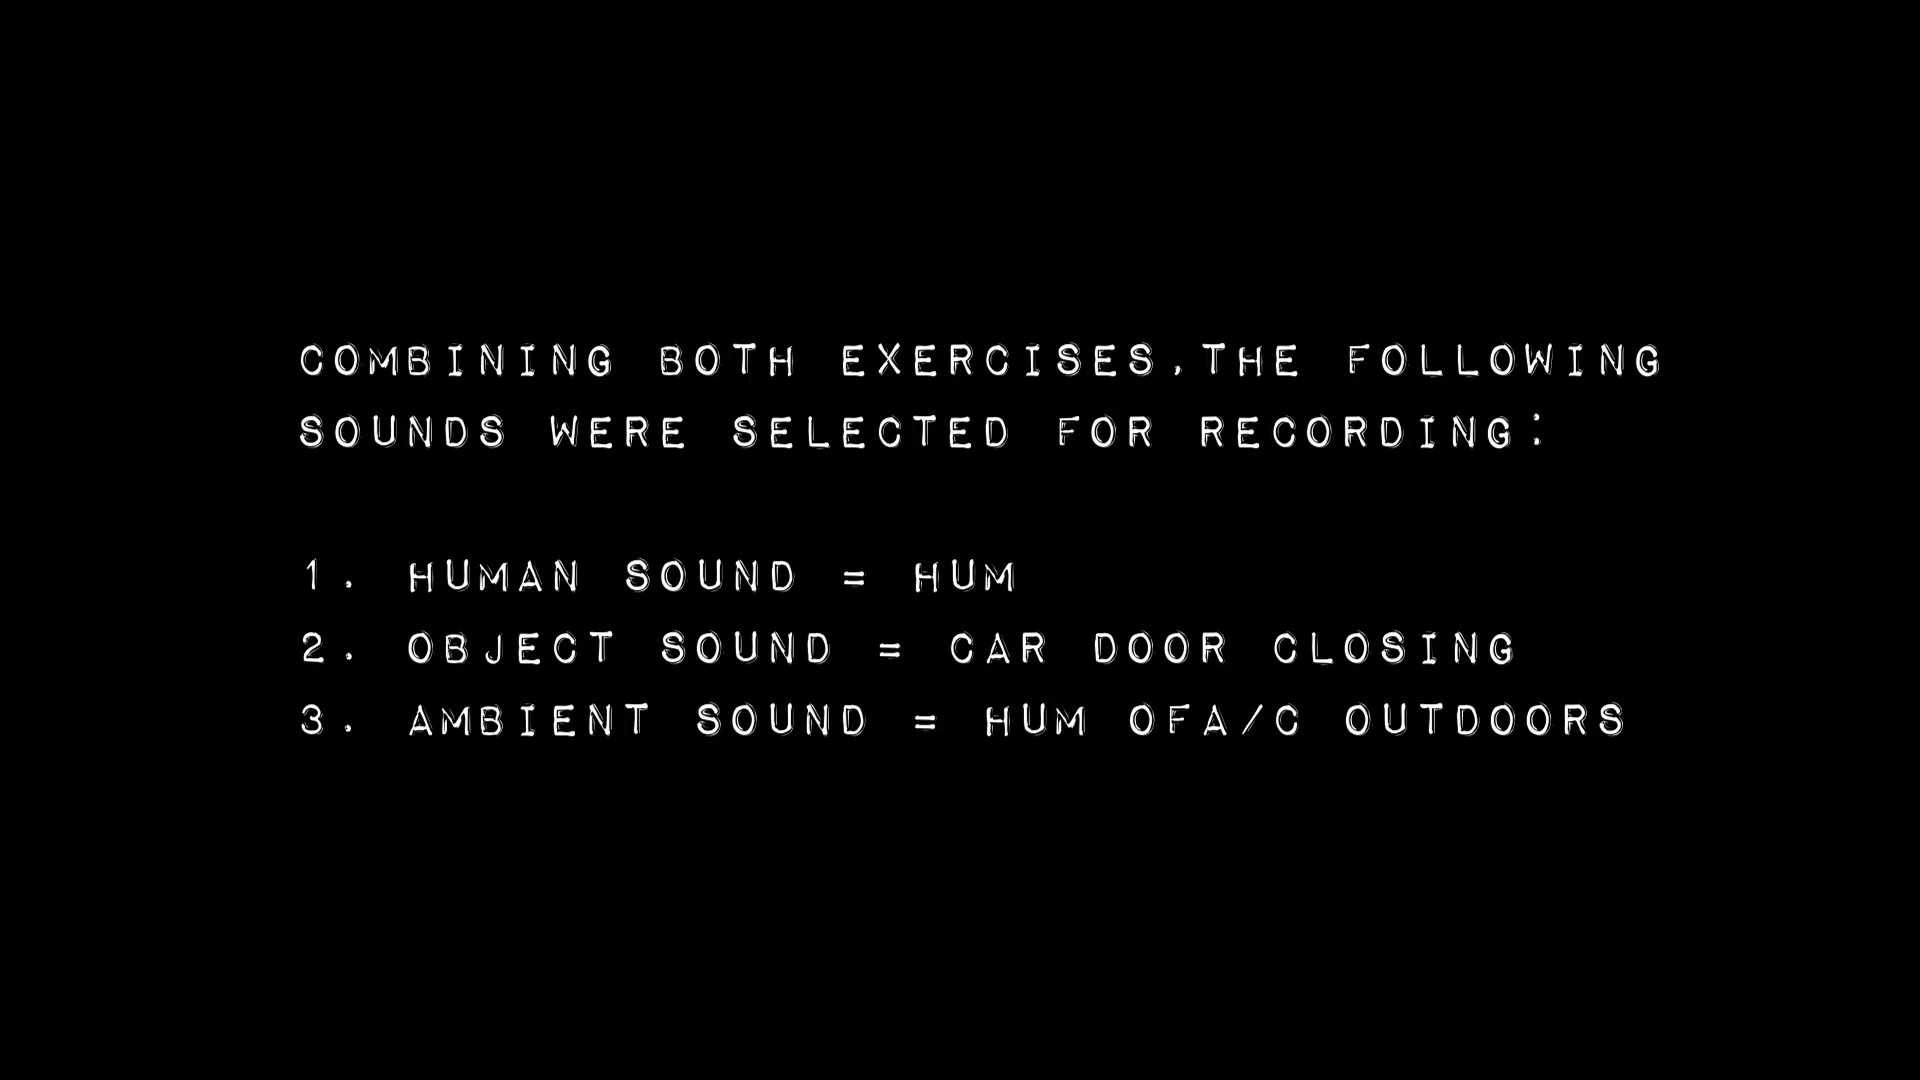 COMBINING BOTH EXERCISES,THE FOLLOWING
SOUNDS WERE SELECTED FOR RECORDING:
1. HUMAN SOUND = HUM
2. OBJECT SOUND = CAR DOOR CLOSING
3. AMBIENT SOUND = HUM OFA/C OUTDOORS